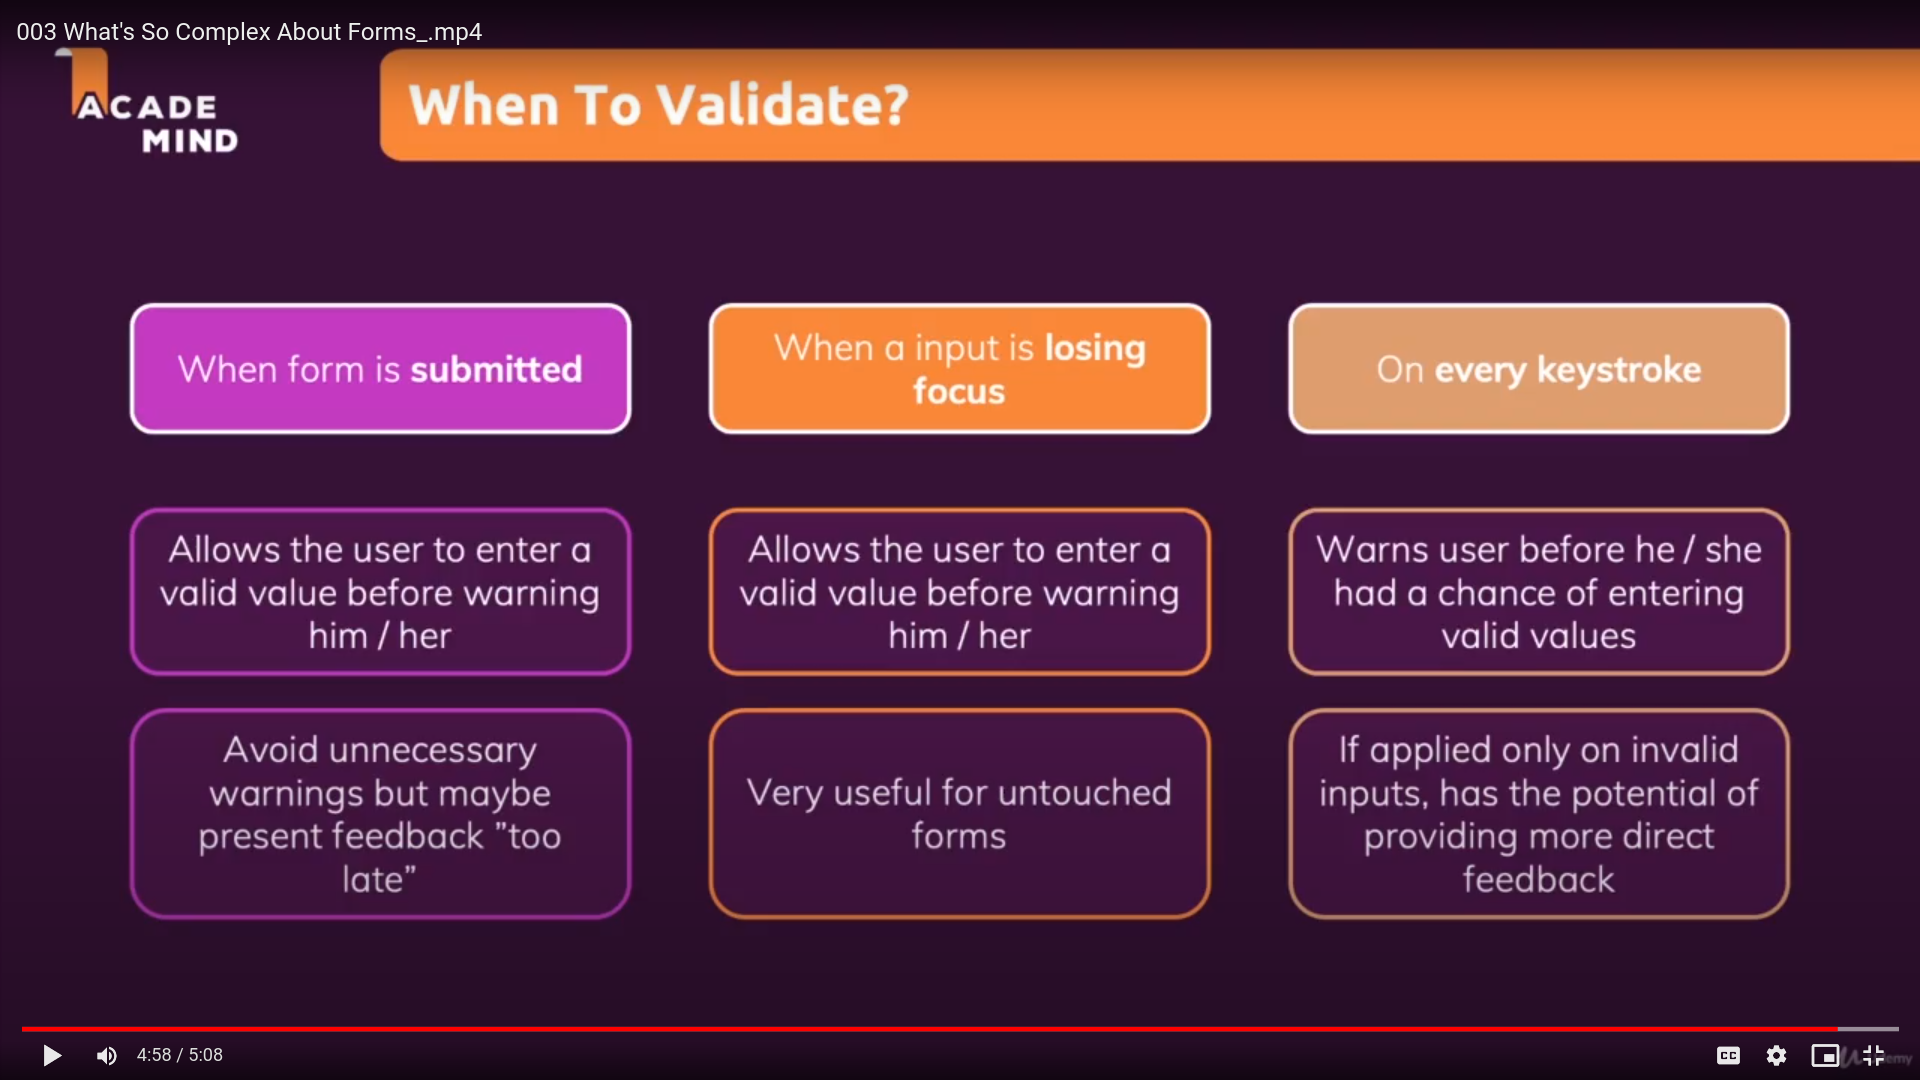 003 What's So Complex About Forms_.mp4
ACADE
MIND
When To Validate?
When form is submitted
When a input is losing
focus
On every keystroke
Allows the user to enter a
valid value before warning
him / her
Allows the user to enter a
valid value before warning
him / her
Warns user before he / she
had a chance of entering
valid values
Avoid unnecessary
warnings but maybe
present feedback ”too
late”
Very useful for untouched
forms
If applied only on invalid
inputs, has the potential of
providing more direct
feedback
4:58 / 5:08
CC